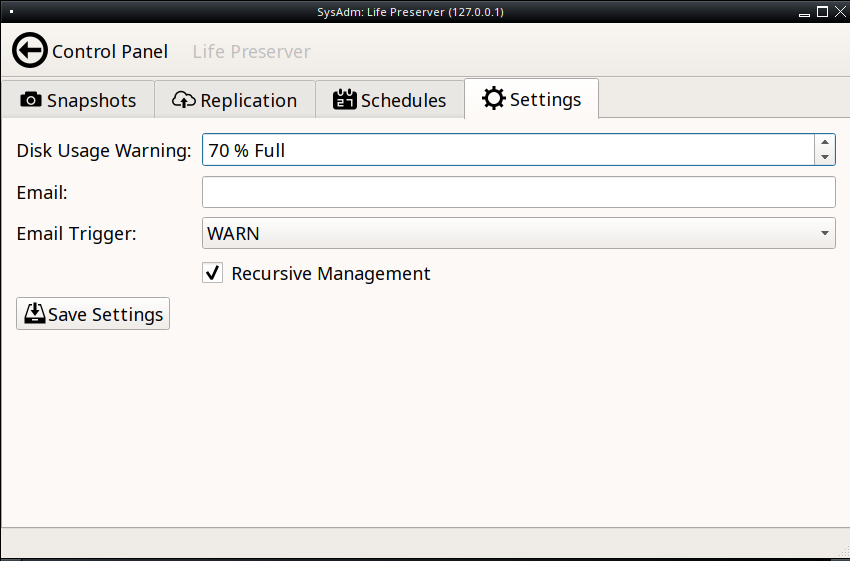 SysAdm: Life Preserver (127.0.0.1)
Control Panel Life Preserver
Snapshots Replication 27 Schedules Settings
Disk Usage Warning: 70 % Full
Email:
Email Trigger: WARN
Recursive Management
Save Settings